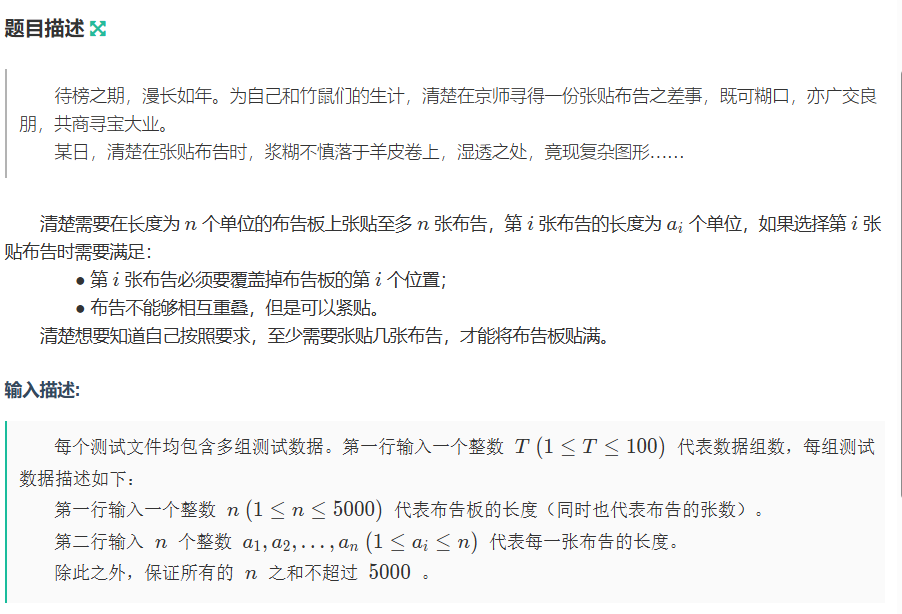 题目描述
待榜之期，漫长如年。为自己和竹鼠们的生计，清楚在京师寻得一份张贴布告之差事，既可糊口，亦广交良
朋，共商寻宝大业。
某日，清楚在张贴布告时，浆糊不慎落于羊皮卷上，湿透之处，竟现复杂图形……
清楚需要在长度为 n 个单位的布告板上张贴至多 n 张布告，第 i 张布告的长度为 a_i 个单位，如果选择第 i 张
贴布告时需要满足：
● 第 i 张布告必须要覆盖掉布告板的第 i 个位置；
● 布告不能够相互重叠，但是可以紧贴。
清楚想要知道自己按照要求，至少需要张贴几张布告，才能将布告板贴满。
输入描述:
每个测试文件均包含多组测试数据。第一行输入一个整数 T (1 ≤ T ≤ 100) 代表数据组数，每组测试
数据描述如下：
第一行输入一个整数 n (1 ≤ n ≤ 5000) 代表布告板的长度（同时也代表布告的张数）。
第二行输入 n 个整数 a_1, a_2, …, a_n (1 ≤ a_i ≤ n) 代表每一张布告的长度。
除此之外，保证所有的 n 之和不超过 5000 。